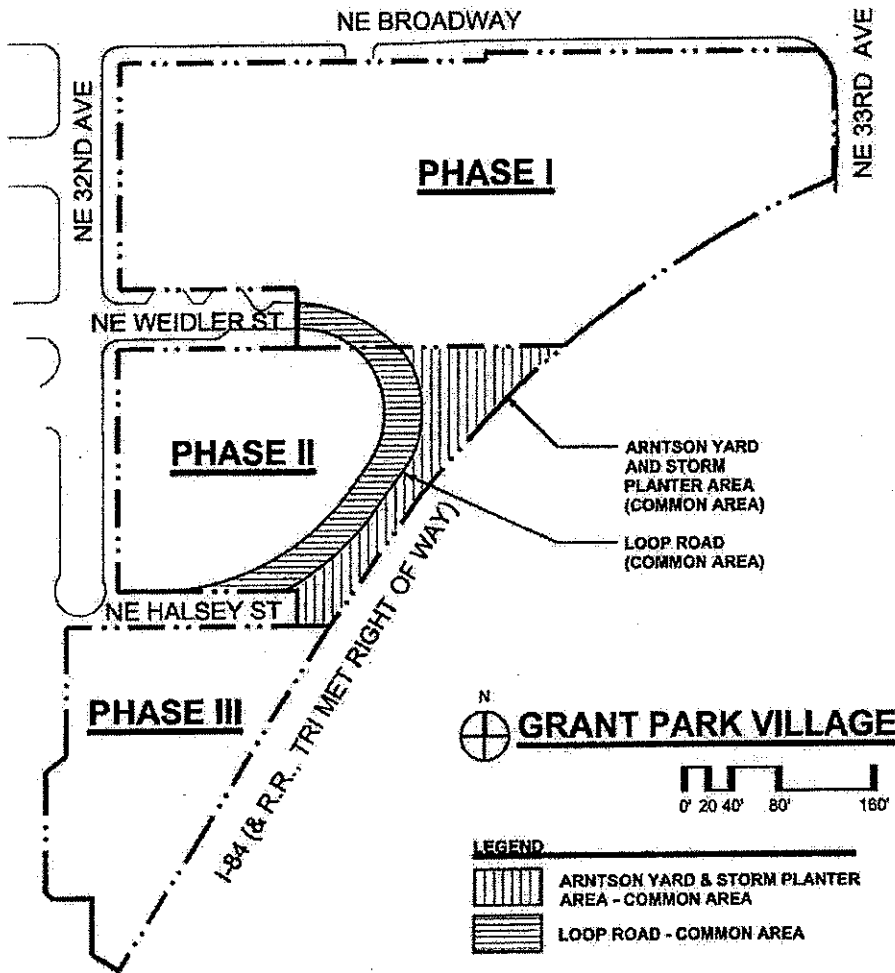 NE BROADWAY
NE 33RD AVE
NE 32ND AVE
PHASE I
NE WEIDLER ST
PHASE II
ARNTSON YARD
AND STORM
PLANTER AREA
(COMMON AREA)
LOOP ROAD
(COMMON AREA)
NE HALSEY ST
I-84 (& R.R., TRI MET RIGHT OF WAY)
PHASE III
N
GRANT PARK VILLAGE
0' 20 40' 80' 160'
LEGEND
ARNTSON YARD & STORM PLANTER
AREA - COMMON AREA
LOOP ROAD - COMMON AREA